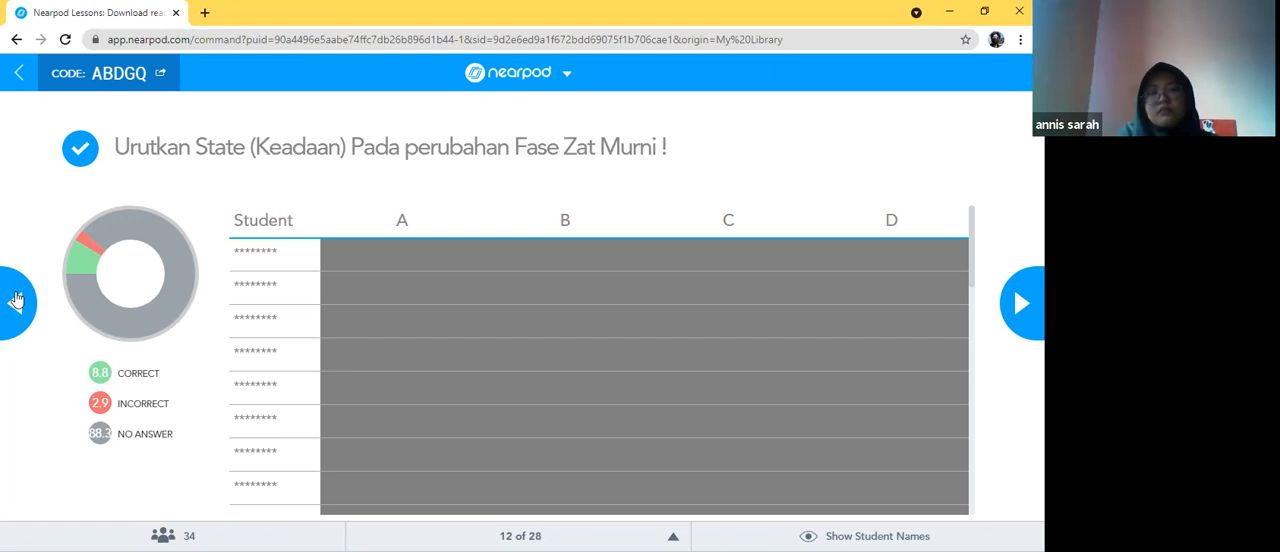 Nearpod Lessons: Download rea
app.nearpod.com/command?puid=90a4496e5aabe74ffc7db26b896d1b44-1&sid=9d2e6ed9a1f672bdd69075f1b706cae1&origin=My%20Library
CODE: ABDGQ
nearpod
annis sarah
Urutkan State (Keadaan) Pada perubahan Fase Zat Murni !
Student A B C D
********
********
********
********
********
********
********
********
8.8 CORRECT
2.9 INCORRECT
88.3 NO ANSWER
34
12 of 28
Show Student Names